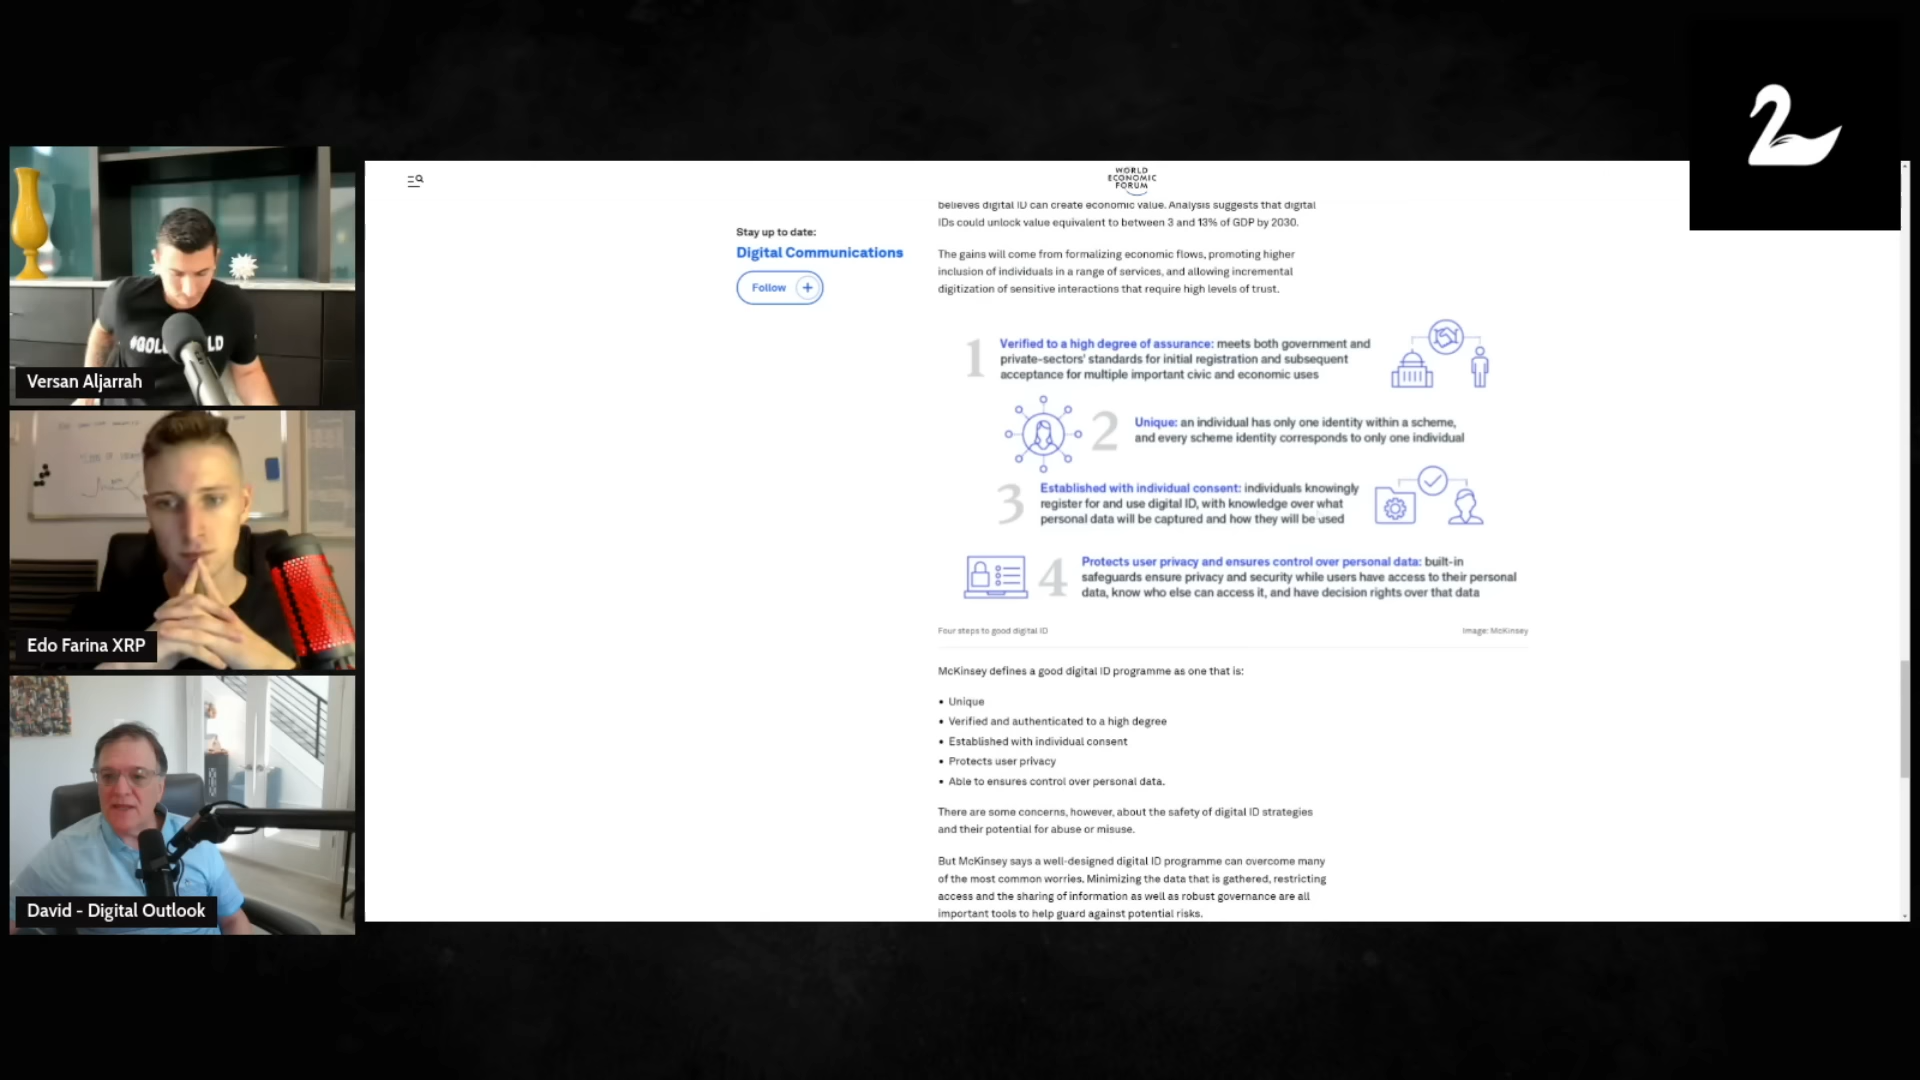 WORLD
ECONOMIC
FORUM
believes digital ID can create economic value. Analysis suggests that digital
IDs could unlock value equivalent to between 3 and 13% of GDP by 2030.
Stay up to date:
Digital Communications
Follow
The gains will come from formalizing economic flows, promoting higher
inclusion of individuals in a range of services, and allowing incremental
digitization of sensitive interactions that require high levels of trust.
1 Verified to a high degree of assurance: meets both government and
private-sectors' standards for initial registration and subsequent
acceptance for multiple important civic and economic uses
2 Unique: an individual has only one identity within a scheme,
and every scheme identity corresponds to only one individual
3 Established with individual consent: individuals knowingly
register for and use digital ID, with knowledge over what
personal data will be captured and how they will be used
4 Protects user privacy and ensures control over personal data: built-in
safeguards ensure privacy and security while users have access to their personal
data, know who else can access it, and have decision rights over that data
Four steps to good digital ID
Image: McKinsey
McKinsey defines a good digital ID programme as one that is:
• Unique
• Verified and authenticated to a high degree
• Established with individual consent
• Protects user privacy
• Able to ensures control over personal data.
There are some concerns, however, about the safety of digital ID strategies
and their potential for abuse or misuse.
But McKinsey says a well-designed digital ID programme can overcome many
of the most common worries. Minimizing the data that is gathered, restricting
access and the sharing of information as well as robust governance are all
important tools to help guard against potential risks.
Versan Aljarrah
Edo Farina XRP
David - Digital Outlook